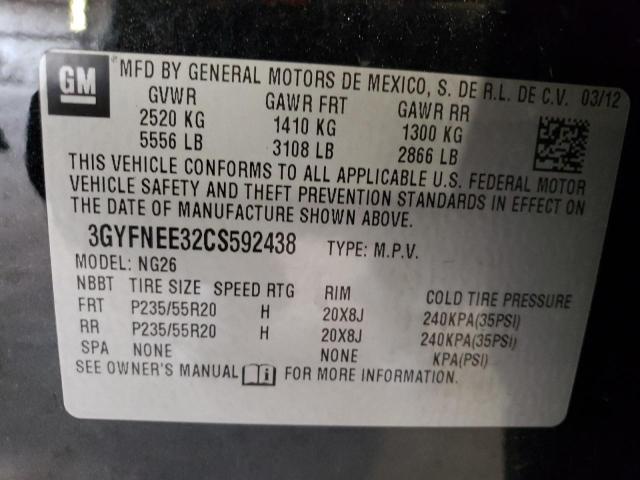 GM MFD BY GENERAL MOTORS DE MEXICO, S. DE R.L. DE C.V. 03/12
GVWR GAWR FRT GAWR RR
2520 KG 1410 KG 1300 KG
5556 LB 3108 LB 2866 LB
THIS VEHICLE CONFORMS TO ALL APPLICABLE U.S. FEDERAL MOTOR
VEHICLE SAFETY AND THEFT PREVENTION STANDARDS IN EFFECT ON
THE DATE OF MANUFACTURE SHOWN ABOVE.
3GYFNEE32CS592438 TYPE: M.P.V.
MODEL: NG26
NBBT TIRE SIZE SPEED RTG RIM COLD TIRE PRESSURE
FRT P235/55R20 H 20X8J 240KPA(35PSI)
RR P235/55R20 H 20X8J 240KPA(35PSI)
SPA NONE NONE KPA(PSI)
SEE OWNER'S MANUAL i FOR MORE INFORMATION.